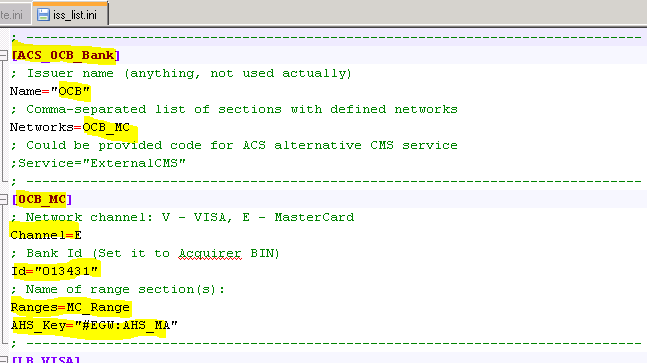 te.ini iss_list.ini
; -----------------------------------------------------------------------------
[ACS_OCB_Bank]
; Issuer name (anything, not used actually)
Name="OCB"
; Comma-separated list of sections with defined networks
Networks=OCB_MC
; Could be provided code for ACS alternative CMS service
;Service="ExternalCMS"
; -----------------------------------------------------------------------------
[OCB_MC]
; Network channel: V - VISA, E - MasterCard
Channel=E
; Bank Id (Set it to Acquirer BIN)
Id="013431"
; Name of range section(s):
Ranges=MC_Range
AHS_Key="#EGW:AHS_MA"
; -----------------------------------------------------------------------------
[LB_VISA]